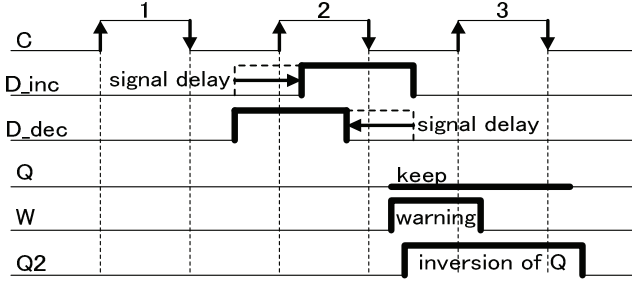 1 2 3
C
D_inc signal delay
D_dec signal delay
Q keep
W warning
Q2 inversion of Q